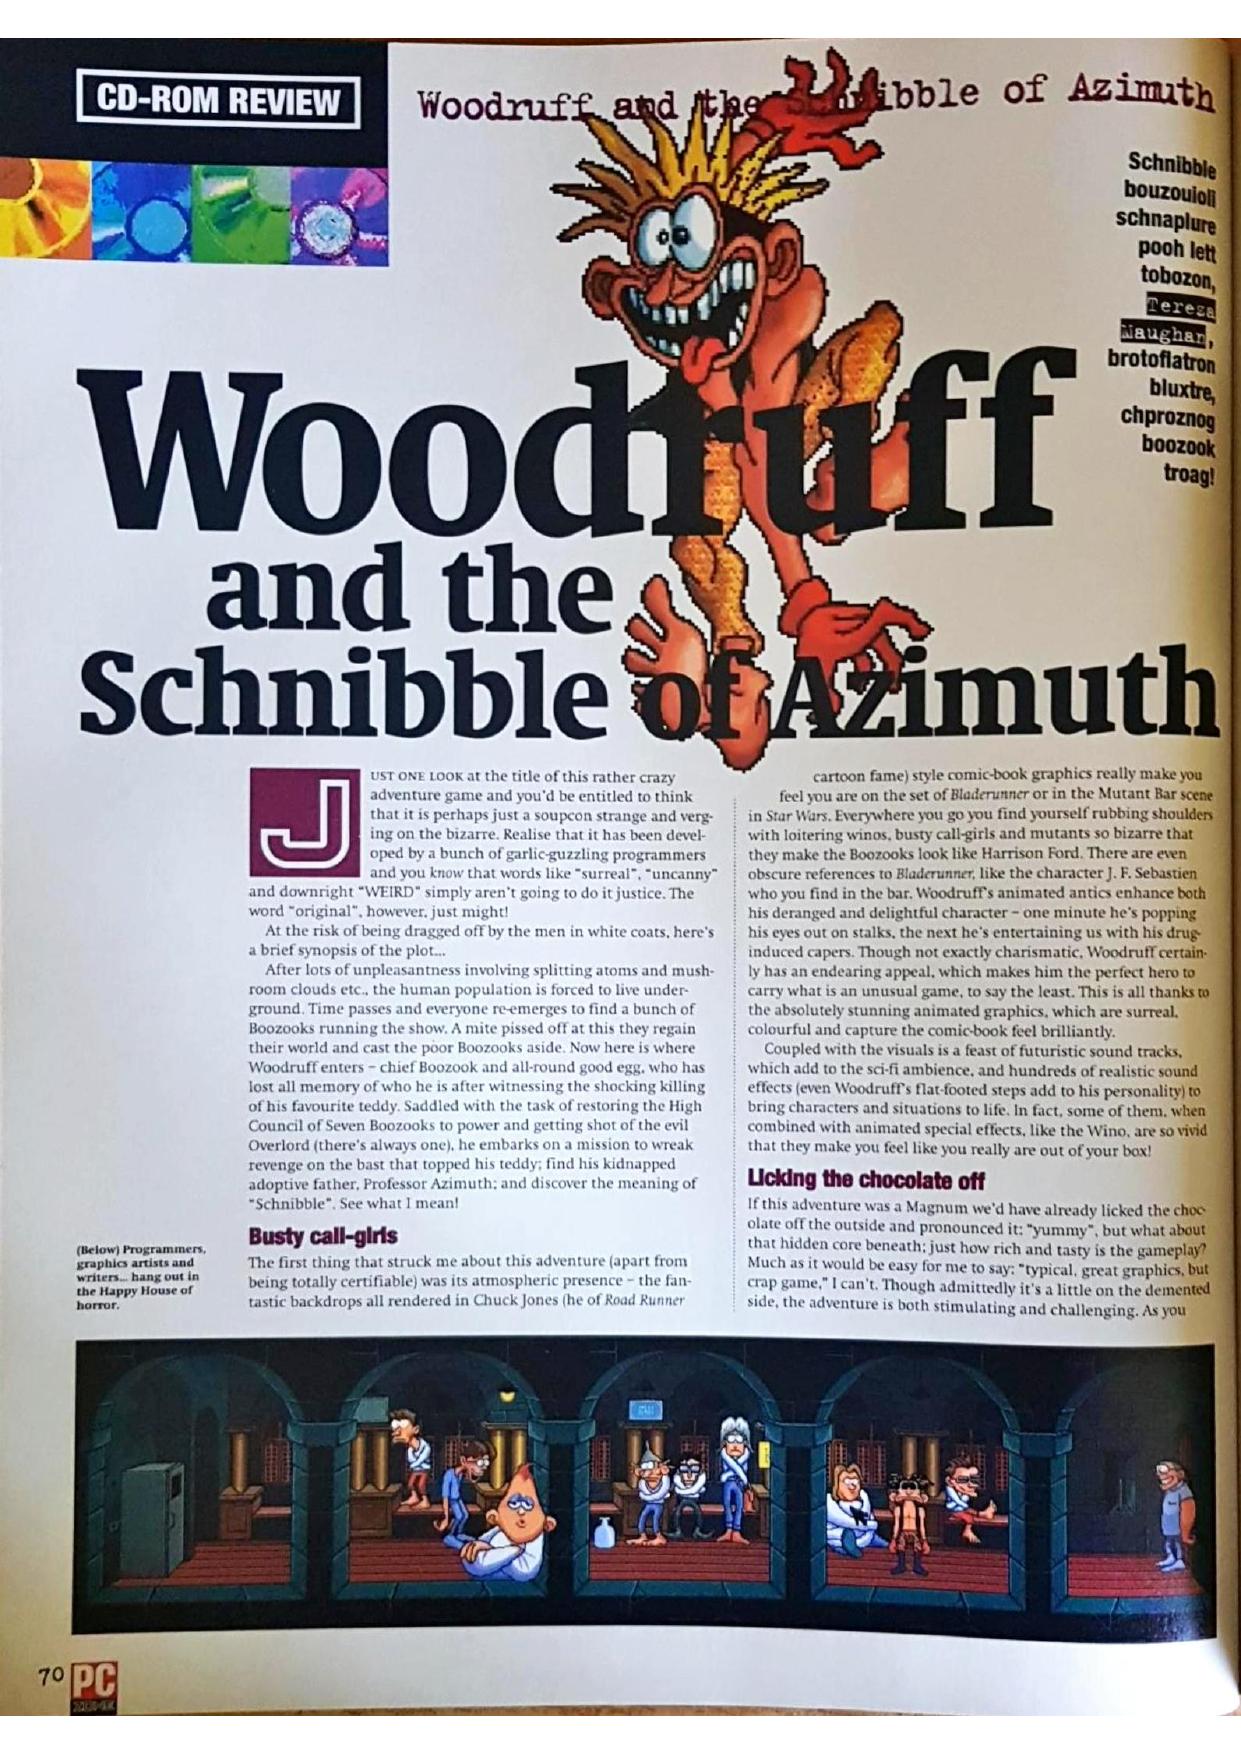 CD-ROM REVIEW
Woodruff and the Schnibble of Azimuth
Schnibble
bouzouioli
schnaplure
pooh lett
tobozon,
Teresa
Maughan,
brotoflatron
bluxtre,
chproznog
boozook
troag!
Woodruff
and the
Schnibble of Azimuth
JUST ONE LOOK at the title of this rather crazy
adventure game and you'd be entitled to think
that it is perhaps just a soupcon strange and verg-
ing on the bizarre. Realise that it has been devel-
oped by a bunch of garlic-guzzling programmers
and you know that words like "surreal", "uncanny"
and downright "WEIRD" simply aren't going to do it justice. The
word "original", however, just might!
At the risk of being dragged off by the men in white coats, here's
a brief synopsis of the plot...
After lots of unpleasantness involving splitting atoms and mush-
room clouds etc., the human population is forced to live under-
ground. Time passes and everyone re-emerges to find a bunch of
Boozooks running the show. A mite pissed off at this they regain
their world and cast the poor Boozooks aside. Now here is where
Woodruff enters – chief Boozook and all-round good egg, who has
lost all memory of who he is after witnessing the shocking killing
of his favourite teddy. Saddled with the task of restoring the High
Council of Seven Boozooks to power and getting shot of the evil
Overlord (there's always one), he embarks on a mission to wreak
revenge on the bast that topped his teddy; find his kidnapped
adoptive father, Professor Azimuth; and discover the meaning of
"Schnibble". See what I mean!
Busty call-girls
The first thing that struck me about this adventure (apart from
being totally certifiable) was its atmospheric presence – the fan-
tastic backdrops all rendered in Chuck Jones (he of Road Runner
cartoon fame) style comic-book graphics really make you
feel you are on the set of Bladerunner or in the Mutant Bar scene
in Star Wars. Everywhere you go you find yourself rubbing shoulders
with loitering winos, busty call-girls and mutants so bizarre that
they make the Boozooks look like Harrison Ford. There are even
obscure references to Bladerunner, like the character J. F. Sebastien
who you find in the bar. Woodruff's animated antics enhance both
his deranged and delightful character – one minute he's popping
his eyes out on stalks, the next he's entertaining us with his drug-
induced capers. Though not exactly charismatic, Woodruff certain-
ly has an endearing appeal, which makes him the perfect hero to
carry what is an unusual game, to say the least. This is all thanks to
the absolutely stunning animated graphics, which are surreal,
colourful and capture the comic-book feel brilliantly.
Coupled with the visuals is a feast of futuristic sound tracks,
which add to the sci-fi ambience, and hundreds of realistic sound
effects (even Woodruff's flat-footed steps add to his personality) to
bring characters and situations to life. In fact, some of them, when
combined with animated special effects, like the Wino, are so vivid
that they make you feel like you really are out of your box!
Licking the chocolate off
If this adventure was a Magnum we'd have already licked the choc-
olate off the outside and pronounced it: "yummy", but what about
that hidden core beneath; just how rich and tasty is the gameplay?
Much as it would be easy for me to say: "typical, great graphics, but
crap game," I can't. Though admittedly it's a little on the demented
side, the adventure is both stimulating and challenging. As you
(Below) Programmers,
graphics artists and
writers... hang out in
the Happy House of
horror.
70 PC
ZONE